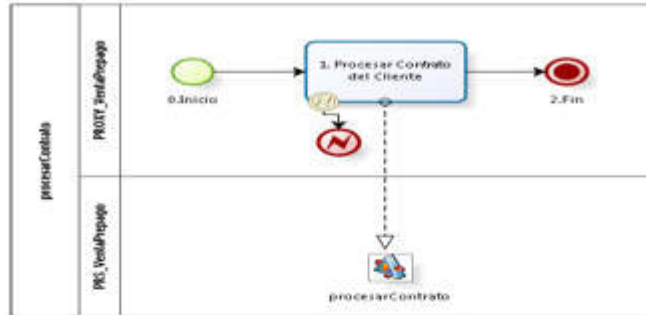 procesarContrato
PROXY_VentaPrepago
0.Inicio
1. Procesar Contrato
del Cliente
2.Fin
PRS_VentaPrepago
procesarContrato